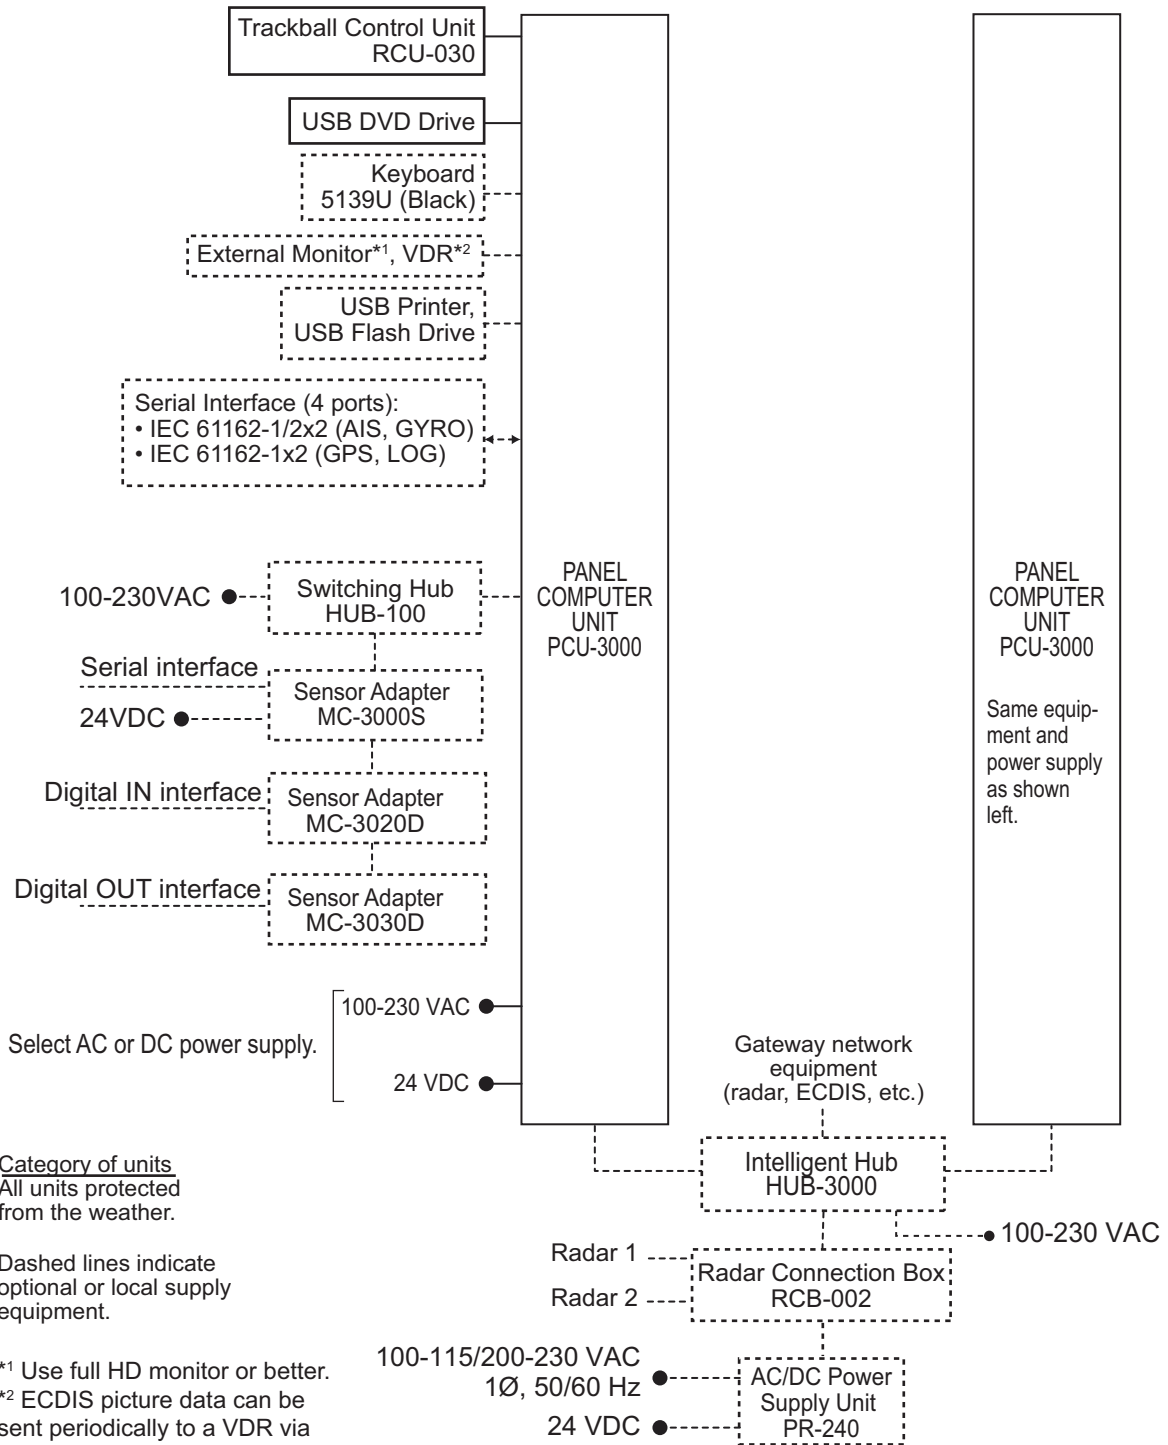 Trackball Control Unit
RCU-030
USB DVD Drive
Keyboard
5139U (Black)
External Monitor*1, VDR*2
USB Printer,
USB Flash Drive
Serial Interface (4 ports):
• IEC 61162-1/2x2 (AIS, GYRO)
• IEC 61162-1x2 (GPS, LOG)
100-230VAC
Switching Hub
HUB-100
Serial interface
24VDC
Sensor Adapter
MC-3000S
Digital IN interface
Sensor Adapter
MC-3020D
Digital OUT interface
Sensor Adapter
MC-3030D
PANEL
COMPUTER
UNIT
PCU-3000
PANEL
COMPUTER
UNIT
PCU-3000
Same equip-
ment and
power supply
as shown
left.
Select AC or DC power supply.
100-230 VAC
24 VDC
Gateway network
equipment
(radar, ECDIS, etc.)
Intelligent Hub
HUB-3000
100-230 VAC
Radar 1
Radar 2
Radar Connection Box
RCB-002
100-115/200-230 VAC
1Ø, 50/60 Hz
24 VDC
AC/DC Power
Supply Unit
PR-240
Category of units
All units protected
from the weather.
Dashed lines indicate
optional or local supply
equipment.
*1 Use full HD monitor or better.
*2 ECDIS picture data can be
sent periodically to a VDR via